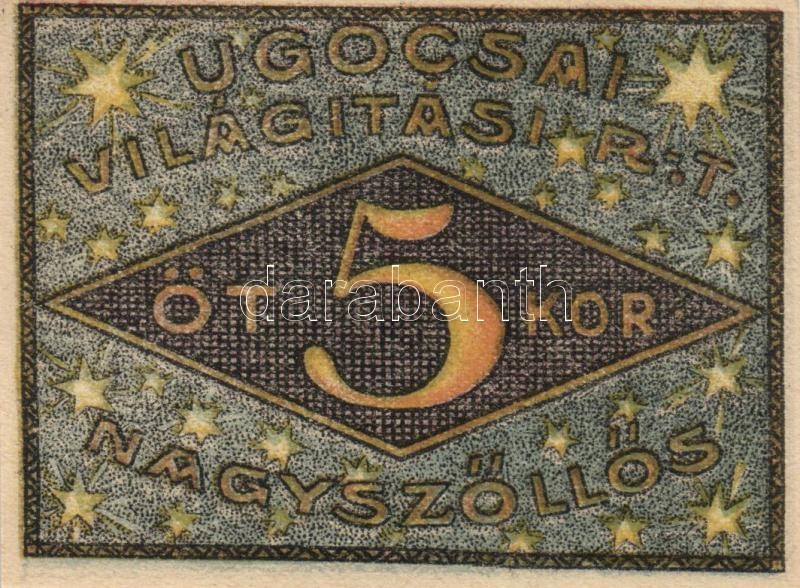 UGOCSAI
VILÁGITÁSI R:T.
ÖT 5 KOR.
darabanth
NAGYSZŐLLŐS